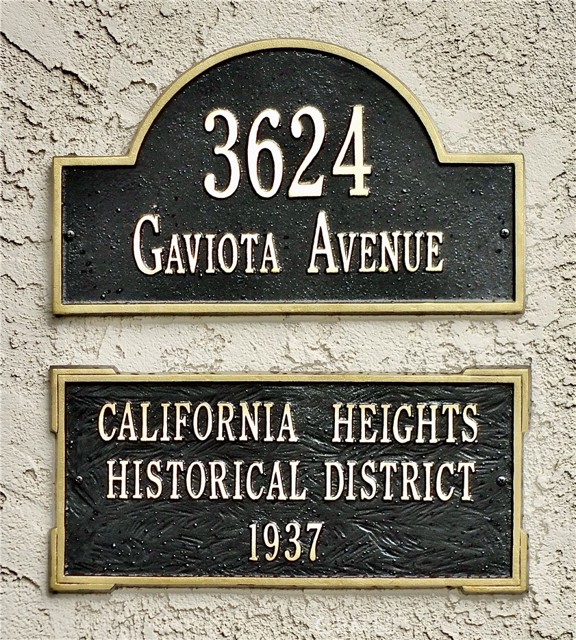 3624
GAVIOTA AVENUE
CALIFORNIA HEIGHTS
HISTORICAL DISTRICT
1937